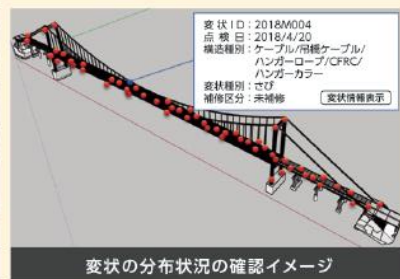 変状ID：2018M004
点検日：2018/4/20
構造種別：ケーブル/吊橋ケーブル/
ハンガーロープ/CFRC/
ハンガーカラー
変状種別：さび
補修区分：未補修
変状情報表示
変状の分布状況の確認イメージ